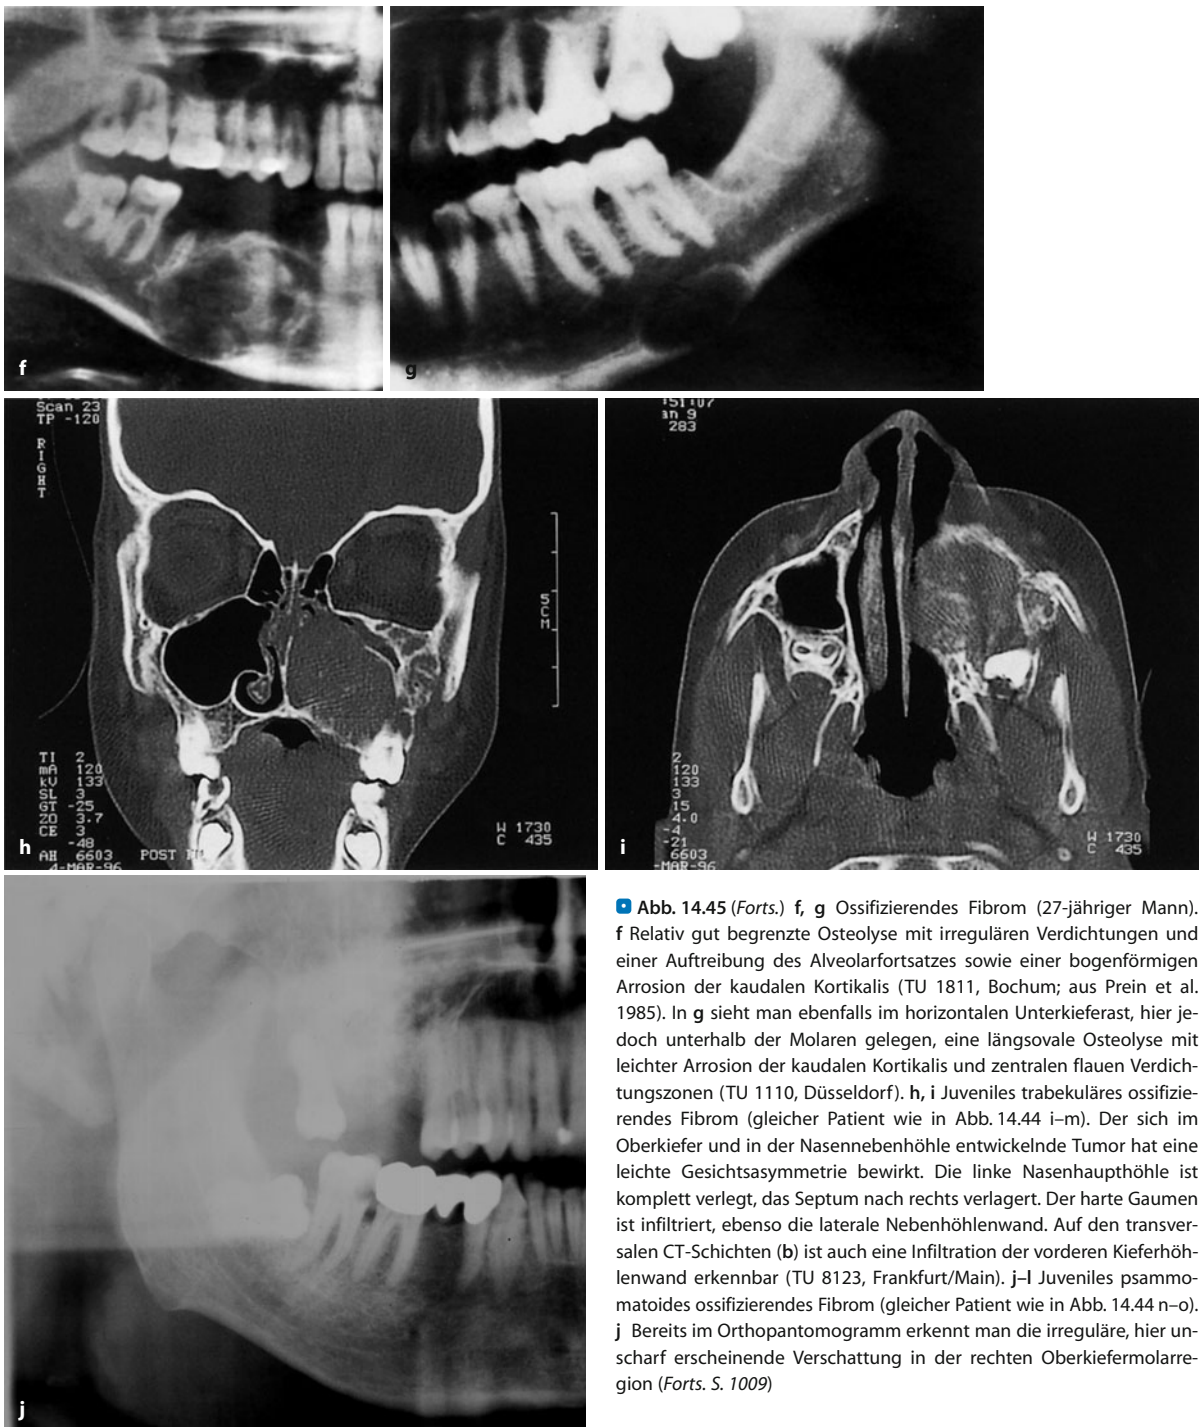 f
g
Scan 23
TP -120
RIGHT
5CM
TI 2
mA 120
kV 133
SL 3
GT -25
ZO 3.7
CE 3
-48
AH 6603 POST
4-MAR-96
W 1730
C 435
h
51:07
an 9
283
2
120
133
3
15
4.0
-4
-21
6603
-MAR-96
W 1730
C 435
i
j
Abb. 14.45 (Forts.) f, g Ossifizierendes Fibrom (27-jähriger Mann).
f Relativ gut begrenzte Osteolyse mit irregulären Verdichtungen und
einer Auftreibung des Alveolarfortsatzes sowie einer bogenförmigen
Arrosion der kaudalen Kortikalis (TU 1811, Bochum; aus Prein et al.
1985). In g sieht man ebenfalls im horizontalen Unterkieferast, hier je-
doch unterhalb der Molaren gelegen, eine längsovale Osteolyse mit
leichter Arrosion der kaudalen Kortikalis und zentralen flauen Verdich-
tungszonen (TU 1110, Düsseldorf). h, i Juveniles trabekuläres ossifizie-
rendes Fibrom (gleicher Patient wie in Abb. 14.44 i–m). Der sich im
Oberkiefer und in der Nasennebenhöhle entwickelnde Tumor hat eine
leichte Gesichtsasymmetrie bewirkt. Die linke Nasenhaupthöhle ist
komplett verlegt, das Septum nach rechts verlagert. Der harte Gaumen
ist infiltriert, ebenso die laterale Nebenhöhlenwand. Auf den transver-
salen CT-Schichten (b) ist auch eine Infiltration der vorderen Kieferhöh-
lenwand erkennbar (TU 8123, Frankfurt/Main). j–l Juveniles psammo-
matoides ossifizierendes Fibrom (gleicher Patient wie in Abb. 14.44 n–o).
j Bereits im Orthopantomogramm erkennt man die irreguläre, hier un-
scharf erscheinende Verschattung in der rechten Oberkiefermolarre-
gion (Forts. S. 1009)